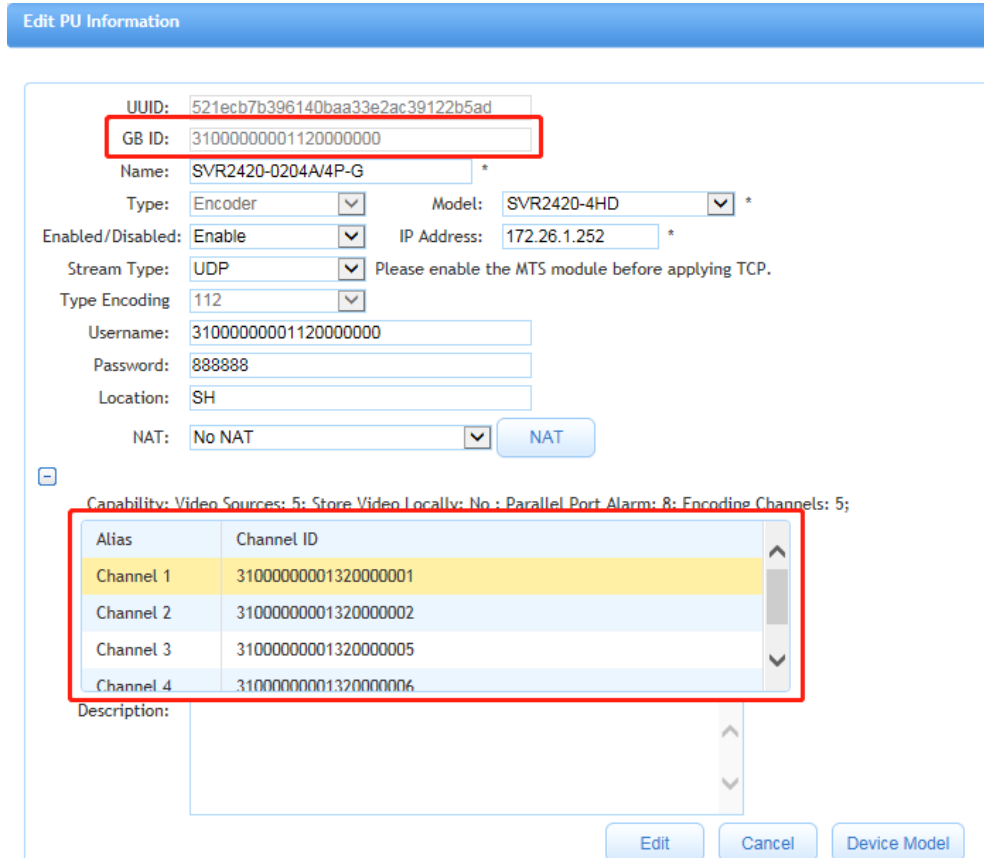 Edit PU Information
UUID: 521ecb7b396140baa33e2ac39122b5ad
GB ID: 31000000001120000000
Name: SVR2420-0204A/4P-G *
Type: Encoder Model: SVR2420-4HD *
Enabled/Disabled: Enable IP Address: 172.26.1.252 *
Stream Type: UDP Please enable the MTS module before applying TCP.
Type Encoding 112
Username: 31000000001120000000
Password: 888888
Location: SH
NAT: No NAT NAT
Capability: Video Sources: 5; Store Video Locally: No ; Parallel Port Alarm: 8; Encoding Channels: 5;
Alias Channel ID
Channel 1 31000000001320000001
Channel 2 31000000001320000002
Channel 3 31000000001320000005
Channel 4 31000000001320000006
Description:
Edit Cancel Device Model